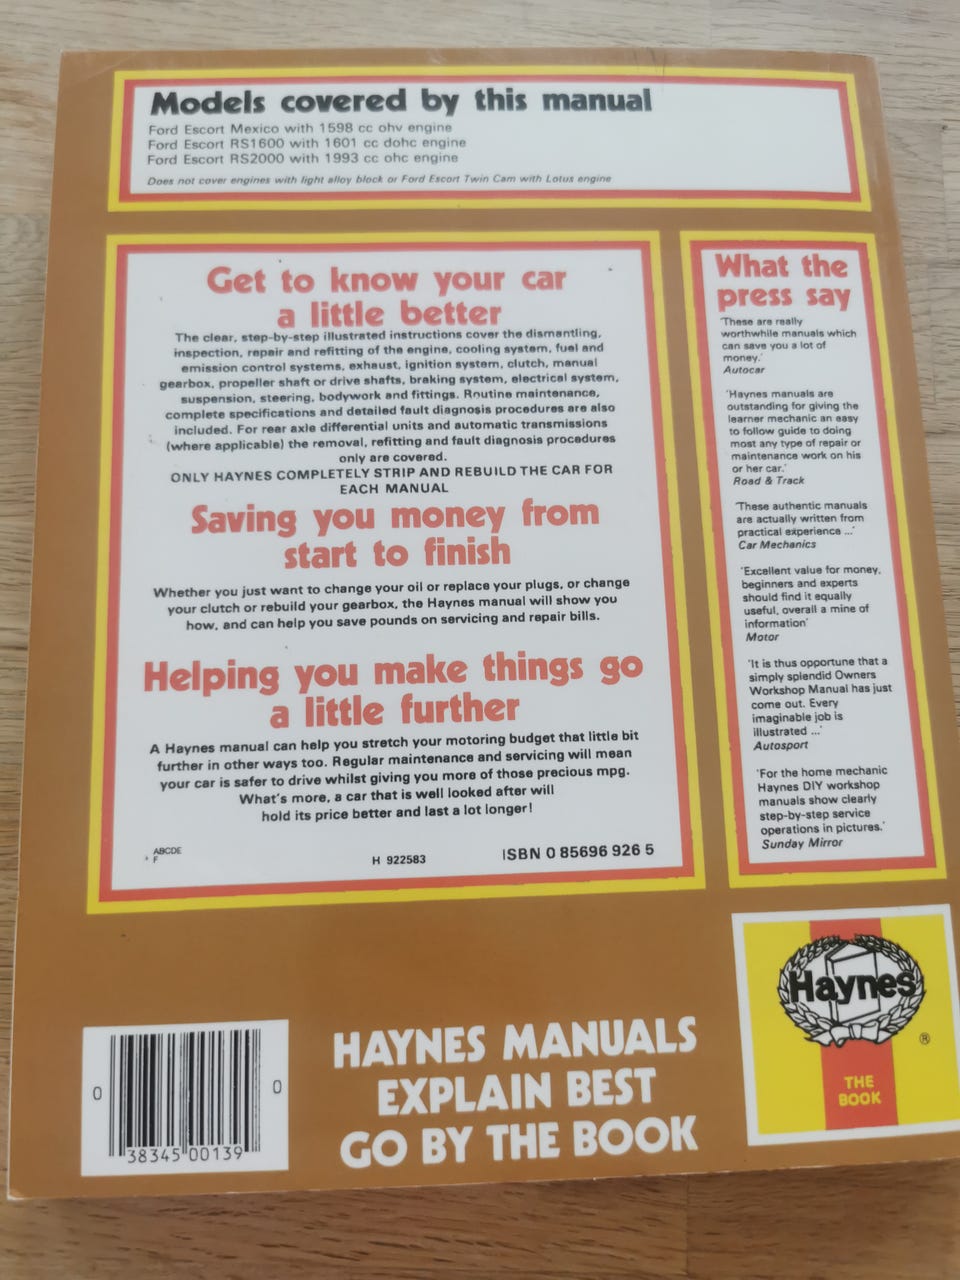 Models covered by this manual
Ford Escort Mexico with 1598 cc ohv engine
Ford Escort RS1600 with 1601 cc dohc engine
Ford Escort RS2000 with 1993 cc ohc engine
Does not cover engines with light alloy block or Ford Escort Twin Cam with Lotus engine
Get to know your car
a little better
The clear, step-by-step illustrated instructions cover the dismantling,
inspection, repair and refitting of the engine, cooling system, fuel and
emission control systems, exhaust, ignition system, clutch, manual
gearbox, propeller shaft or drive shafts, braking system, electrical system,
suspension, steering, bodywork and fittings. Routine maintenance,
complete specifications and detailed fault diagnosis procedures are also
included. For rear axle differential units and automatic transmissions
(where applicable) the removal, refitting and fault diagnosis procedures
only are covered.
ONLY HAYNES COMPLETELY STRIP AND REBUILD THE CAR FOR
EACH MANUAL
Saving you money from
start to finish
Whether you just want to change your oil or replace your plugs, or change
your clutch or rebuild your gearbox, the Haynes manual will show you
how, and can help you save pounds on servicing and repair bills.
Helping you make things go
a little further
A Haynes manual can help you stretch your motoring budget that little bit
further in other ways too. Regular maintenance and servicing will mean
your car is safer to drive whilst giving you more of those precious mpg.
What's more, a car that is well looked after will
hold its price better and last a lot longer!
ABCDE
F
H 922583
ISBN 0 85696 926 5
What the
press say
'These are really
worthwhile manuals which
can save you a lot of
money.'
Autocar
'Haynes manuals are
outstanding for giving the
learner mechanic an easy
to follow guide to doing
most any type of repair or
maintenance work on his
or her car.'
Road & Track
'These authentic manuals
are actually written from
practical experience ...'
Car Mechanics
'Excellent value for money,
beginners and experts
should find it equally
useful, overall a mine of
information'
Motor
'It is thus opportune that a
simply splendid Owners
Workshop Manual has just
come out. Every
imaginable job is
illustrated ...'
Autosport
'For the home mechanic
Haynes DIY workshop
manuals show clearly
step-by-step service
operations in pictures.'
Sunday Mirror
0 38345 00139 0
HAYNES MANUALS
EXPLAIN BEST
GO BY THE BOOK
Haynes
®
THE
BOOK